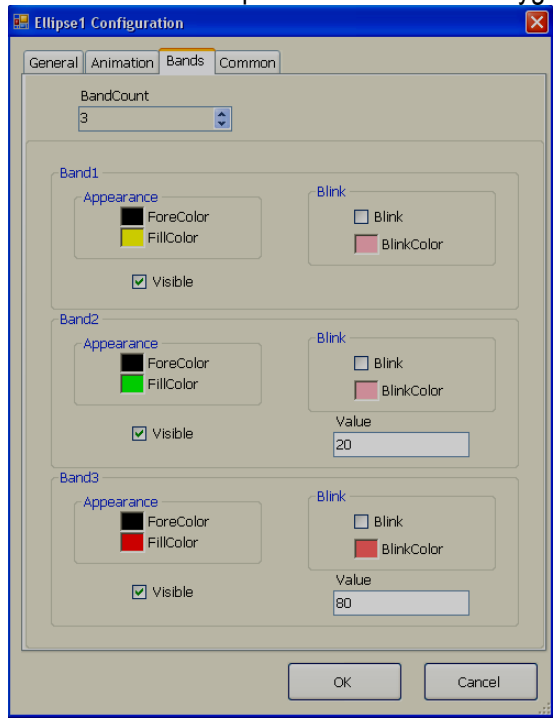 Ellipse1 Configuration
General Animation Bands Common
BandCount
3
Band1
Appearance
ForeColor
FillColor
Visible
Blink
Blink
BlinkColor
Band2
Appearance
ForeColor
FillColor
Visible
Blink
Blink
BlinkColor
Value
20
Band3
Appearance
ForeColor
FillColor
Visible
Blink
Blink
BlinkColor
Value
80
OK Cancel